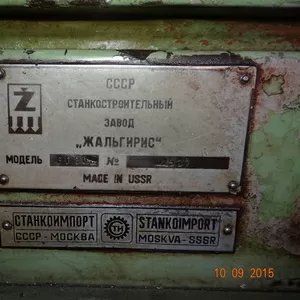 Ž
СССР
СТАНКОСТРОИТЕЛЬНЫЙ
ЗАВОД
„ЖАЛЬГИРИС"
МОДЕЛЬ №
MADE IN USSR
СТАНКОИМПОРТ STANKOIMPORT
СССР-МОСКВА MOSKVA-SSSR
10 09 2015